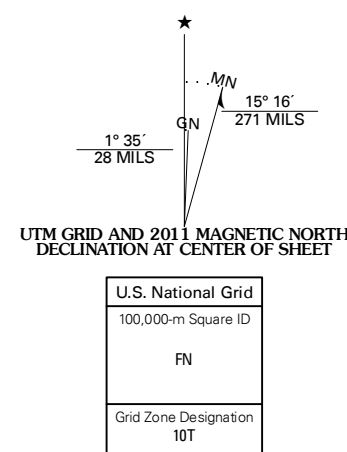 ★
MN
15° 16´
271 MILS
GN
1° 35´
28 MILS
UTM GRID AND 2011 MAGNETIC NORTH
DECLINATION AT CENTER OF SHEET
U.S. National Grid
100,000-m Square ID
FN
Grid Zone Designation
10T